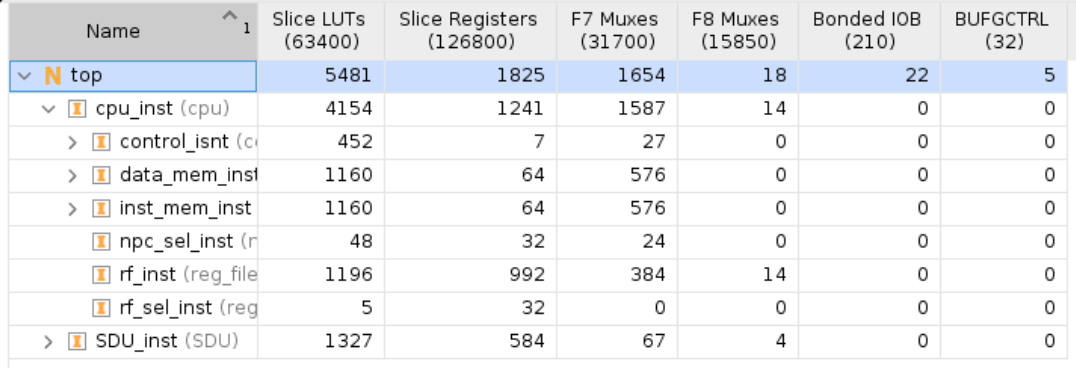 Name 1 Slice LUTs (63400) Slice Registers (126800) F7 Muxes (31700) F8 Muxes (15850) Bonded IOB (210) BUFGCTRL (32)
N top 5481 1825 1654 18 22 5
I cpu_inst (cpu) 4154 1241 1587 14 0 0
I control_isnt (c 452 7 27 0 0 0
I data_mem_inst 1160 64 576 0 0 0
I inst_mem_inst 1160 64 576 0 0 0
I npc_sel_inst (n 48 32 24 0 0 0
I rf_inst (reg_file 1196 992 384 14 0 0
I rf_sel_inst (reg 5 32 0 0 0 0
I SDU_inst (SDU) 1327 584 67 4 0 0